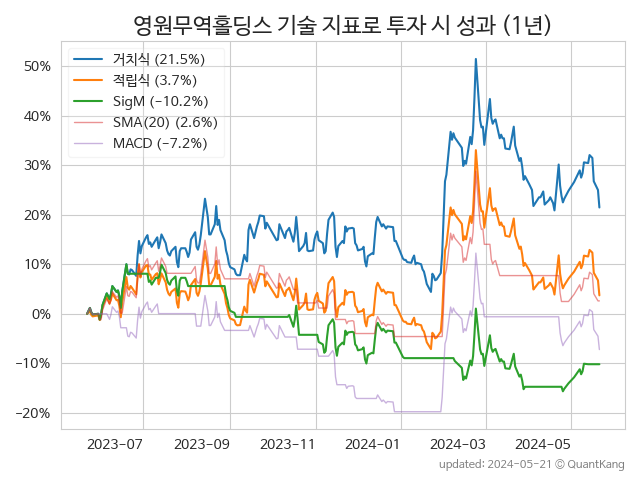 영원무역홀딩스 기술 지표로 투자 시 성과 (1년)
거치식 (21.5%)
적립식 (3.7%)
SigM (−10.2%)
SMA(20) (2.6%)
MACD (−7.2%)
50%
40%
30%
20%
10%
0%
−10%
−20%
2023−07
2023−09
2023−11
2024−01
2024−03
2024−05
updated: 2024−05−21 © QuantKang